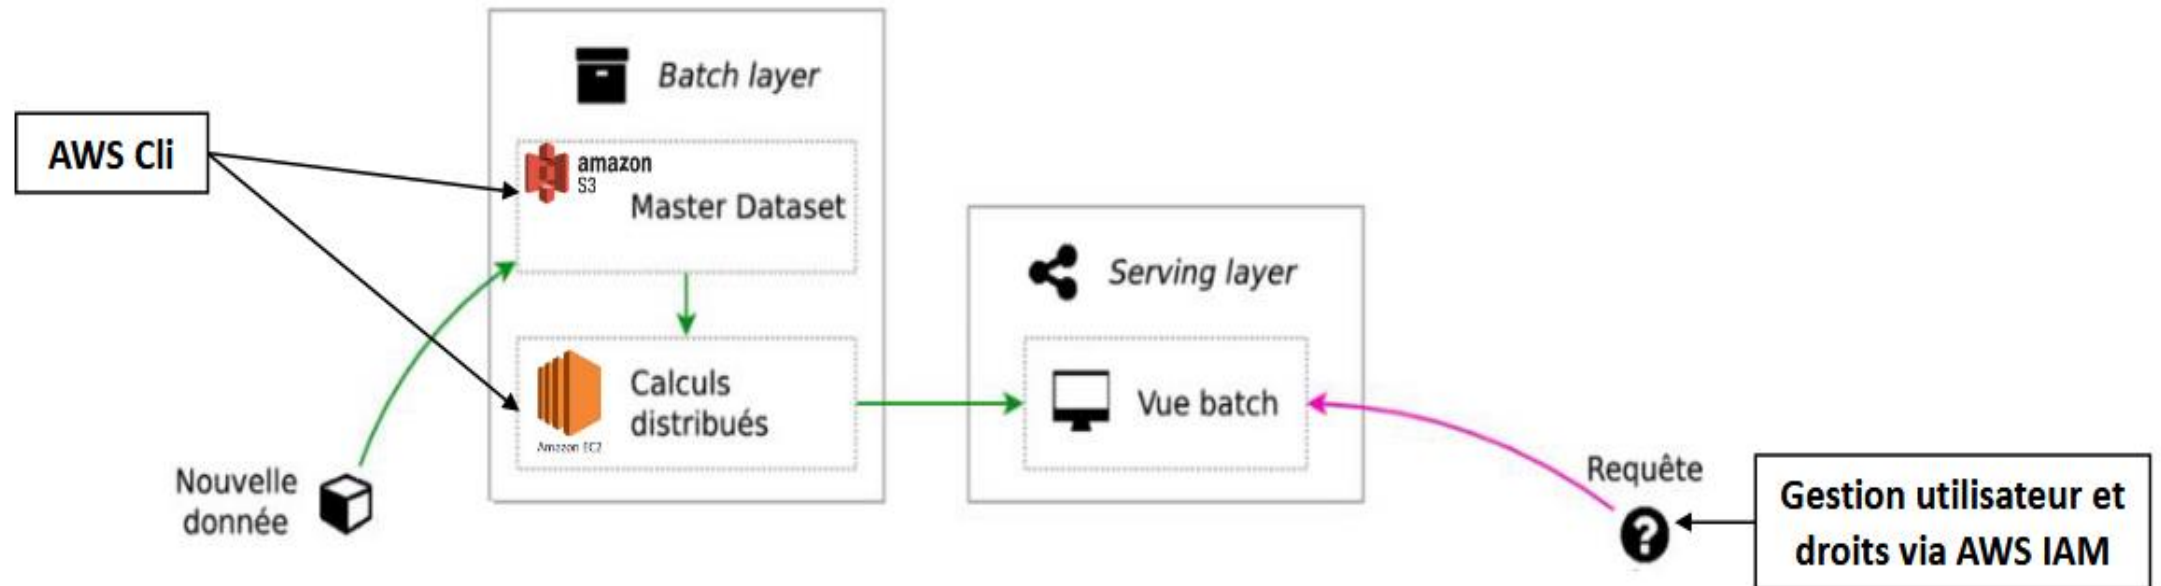 Batch layer
AWS Cli
amazon
S3
Master Dataset
Serving layer
Calculs
distribués
Amazon EC2
Vue batch
Nouvelle
donnée
Requête
Gestion utilisateur et
droits via AWS IAM